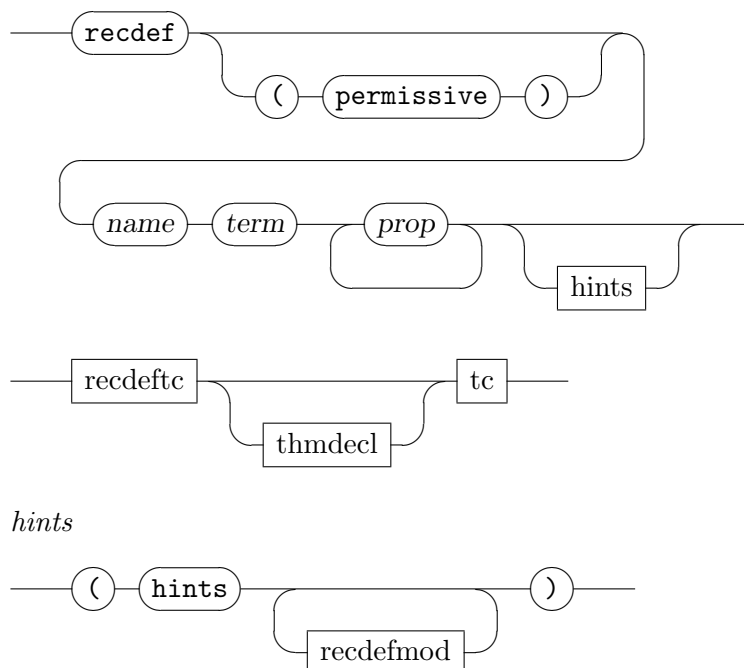 recdef
( permissive )
name term prop
hints
recdeftc tc
thmdecl
hints
( hints )
recdefmod